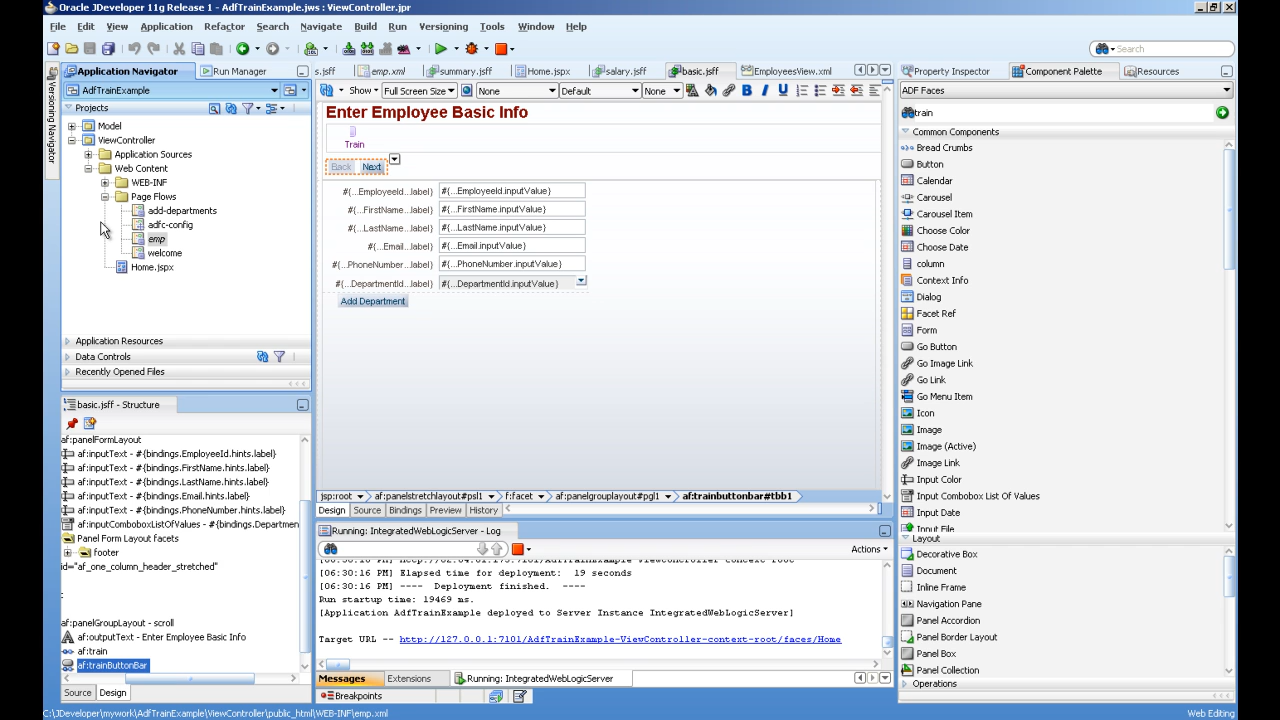 Oracle JDeveloper 11g Release 1 - AdfTrainExample.jws : ViewController.jpr
File Edit View Application Refactor Search Navigate Build Run Versioning Tools Window Help
Search
Versioning Navigator
Application Navigator
Run Manager
AdfTrainExample
Projects
Model
ViewController
Application Sources
Web Content
WEB-INF
Page Flows
add-departments
adfc-config
emp
welcome
Home.jspx
Application Resources
Data Controls
Recently Opened Files
basic.jsff - Structure
af:panelFormLayout
af:inputText - #{bindings.EmployeeId.hints.label}
af:inputText - #{bindings.FirstName.hints.label}
af:inputText - #{bindings.LastName.hints.label}
af:inputText - #{bindings.Email.hints.label}
af:inputText - #{bindings.PhoneNumber.hints.label}
af:inputComboboxListOfValues - #{bindings.Departmen
Panel Form Layout facets
footer
id="af_one_column_header_stretched"
:
af:panelGroupLayout - scroll
af:outputText - Enter Employee Basic Info
af:train
af:trainButtonBar
Source Design
s.jsff emp.xml summary.jsff Home.jspx salary.jsff basic.jsff EmployeesView.xml
Show Full Screen Size None Default None B I U
Enter Employee Basic Info
Train
Back Next
#{...EmployeeId...label} #{...EmployeeId.inputValue}
#{...FirstName...label} #{...FirstName.inputValue}
#{...LastName...label} #{...LastName.inputValue}
#{...Email...label} #{...Email.inputValue}
#{...PhoneNumber...label} #{...PhoneNumber.inputValue}
#{...DepartmentId...label} #{...DepartmentId.inputValue}
Add Department
jsp:root af:panelstretchlayout#psl1 f:facet af:panelgrouplayout#pgl1 af:trainbuttonbar#tbb1
Design Source Bindings Preview History
Running: IntegratedWebLogicServer - Log
Actions
[06:30:16 PM] Elapsed time for deployment: 19 seconds
[06:30:16 PM] ---- Deployment finished. ----
Run startup time: 19469 ms.
[Application AdfTrainExample deployed to Server Instance IntegratedWebLogicServer]
Target URL -- http://127.0.0.1:7101/AdfTrainExample-ViewController-context-root/faces/Home
Messages Extensions Running: IntegratedWebLogicServer
Breakpoints
Property Inspector Component Palette Resources
ADF Faces
train
Common Components
Bread Crumbs
Button
Calendar
Carousel
Carousel Item
Choose Color
Choose Date
column
Context Info
Dialog
Facet Ref
Form
Go Button
Go Image Link
Go Link
Go Menu Item
Icon
Image
Image (Active)
Image Link
Input Color
Input Combobox List Of Values
Input Date
Input File
Layout
Decorative Box
Document
Inline Frame
Navigation Pane
Panel Accordion
Panel Border Layout
Panel Box
Panel Collection
Operations
C:\JDeveloper\mywork\AdfTrainExample\ViewController\public_html\WEB-INF\emp.xml
Web Editing